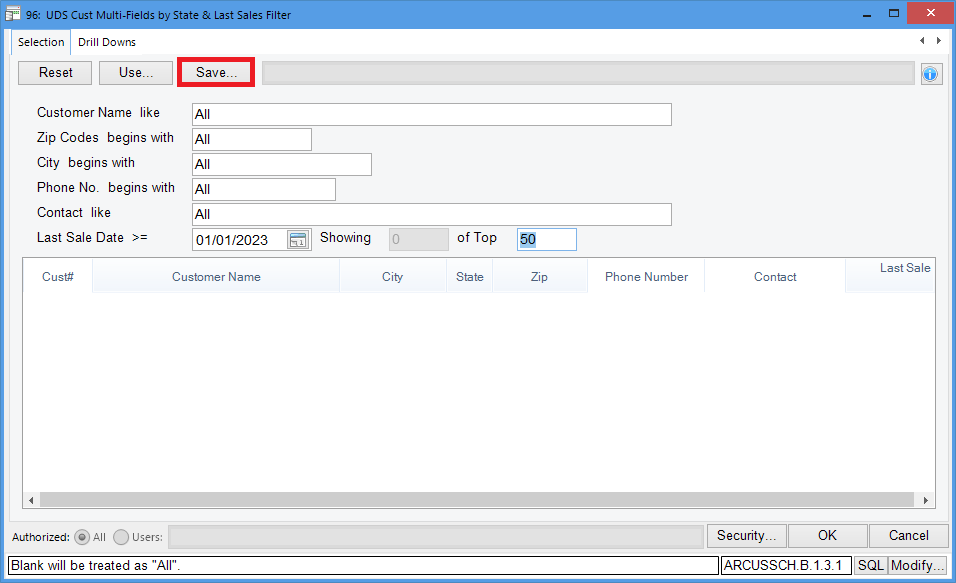 96: UDS Cust Multi-Fields by State & Last Sales Filter
Selection Drill Downs
Reset Use... Save...
Customer Name like All
Zip Codes begins with All
City begins with All
Phone No. begins with All
Contact like All
Last Sale Date >= 01/01/2023 Showing 0 of Top 50
Cust# Customer Name City State Zip Phone Number Contact Last Sale
Authorized: All Users: Security... OK Cancel
Blank will be treated as "All". ARCUSSCH.B.1.3.1 SQL Modify...